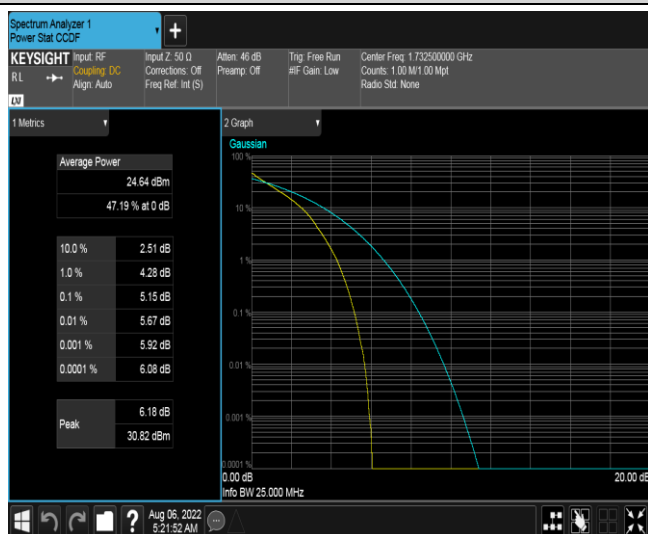 Spectrum Analyzer 1
Power Stat CCDF
+
KEYSIGHT
RL
LXI
Input: RF
Coupling: DC
Align: Auto
Input Z: 50 Ω
Corrections: Off
Freq Ref: Int (S)
Atten: 46 dB
Preamp: Off
Trig: Free Run
#IF Gain: Low
Center Freq: 1.732500000 GHz
Counts: 1.00 M/1.00 Mpt
Radio Std: None
1 Metrics
Average Power
24.64 dBm
47.19 % at 0 dB
10.0 % 2.51 dB
1.0 % 4.28 dB
0.1 % 5.15 dB
0.01 % 5.67 dB
0.001 % 5.92 dB
0.0001 % 6.08 dB
Peak
6.18 dB
30.82 dBm
2 Graph
Gaussian
100 %
10 %
1 %
0.1 %
0.01 %
0.001 %
0.0001 %
0.00 dB 20.00 dB
Info BW 25.000 MHz
?
Aug 06, 2022
5:21:52 AM